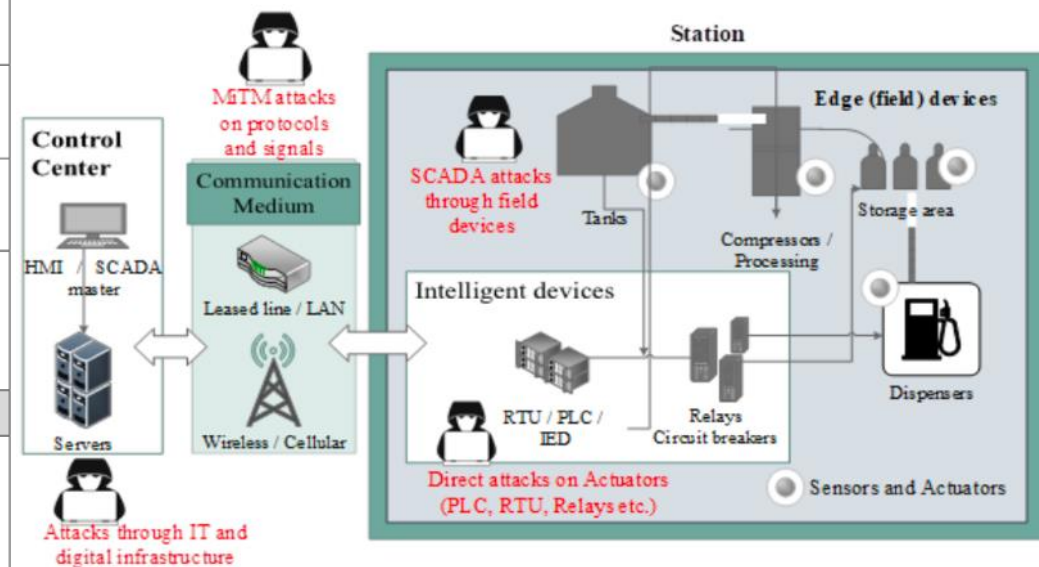 Station
MiTM attacks
on protocols
and signals
Control
Center
HMI / SCADA
master
Servers
Attacks through IT and
digital infrastructure
Communication
Medium
Leased line / LAN
Wireless / Cellular
Edge (field) devices
SCADA attacks
through field
devices
Tanks
Compressors /
Processing
Storage area
Intelligent devices
RTU / PLC /
IED
Relays
Circuit breakers
Dispensers
Direct attacks on Actuators
(PLC, RTU, Relays etc.)
Sensors and Actuators